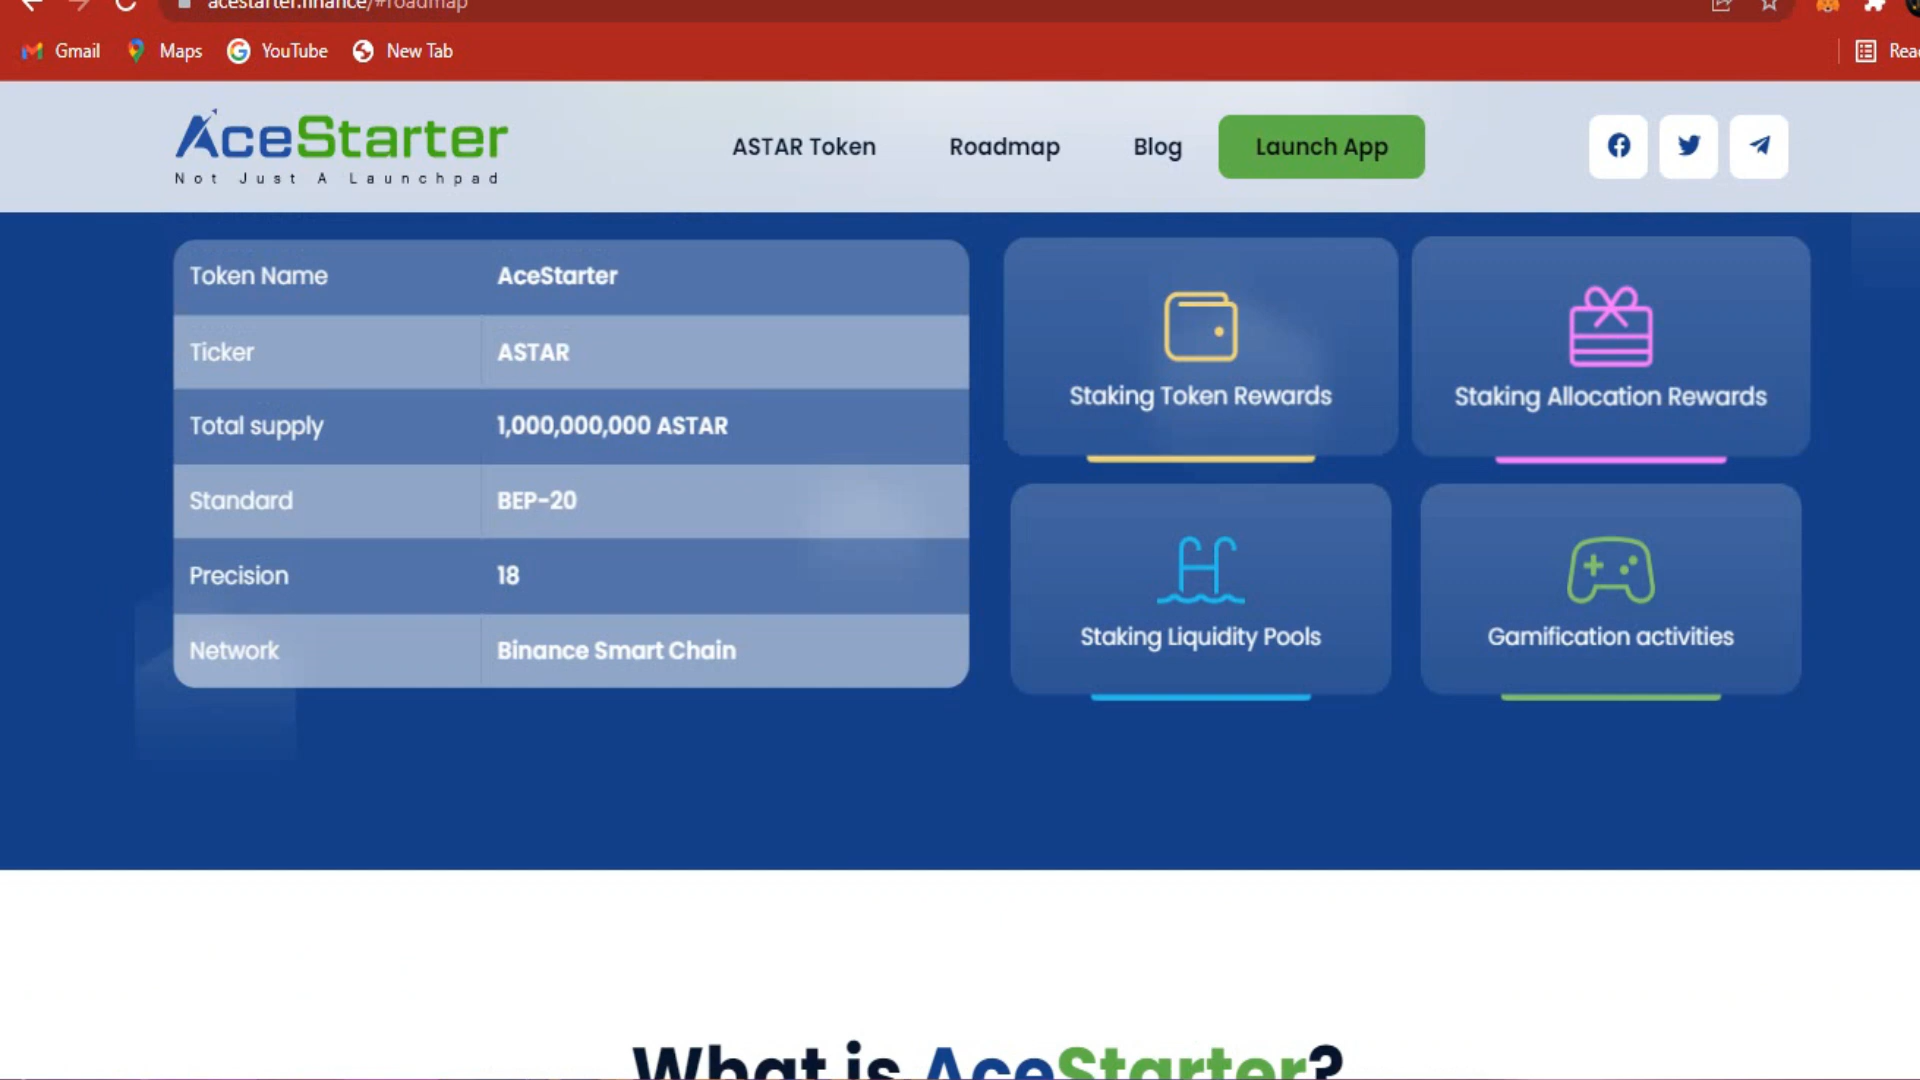 acestarter.finance/#roadmap
Gmail Maps YouTube New Tab
AceStarter
Not Just A Launchpad
ASTAR Token Roadmap Blog Launch App
Token Name AceStarter
Ticker ASTAR
Total supply 1,000,000,000 ASTAR
Standard BEP-20
Precision 18
Network Binance Smart Chain
Staking Token Rewards
Staking Allocation Rewards
Staking Liquidity Pools
Gamification activities
What is AceStarter?